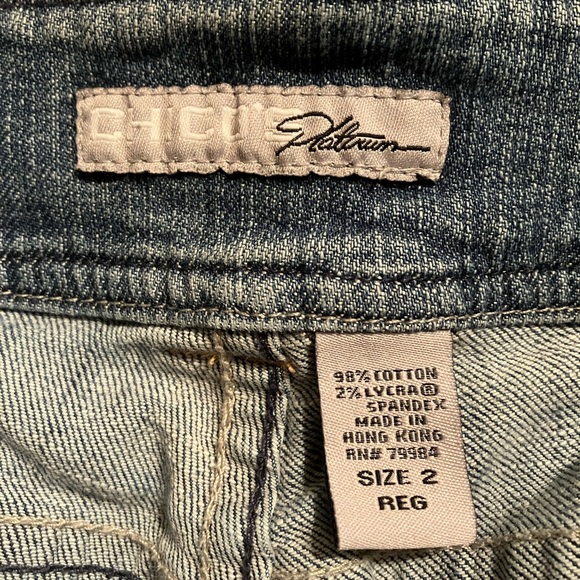 CHICO'S Platinum
98% COTTON
2% LYCRA®
SPANDEX
MADE IN
HONG KONG
RN# 79984
SIZE 2
REG